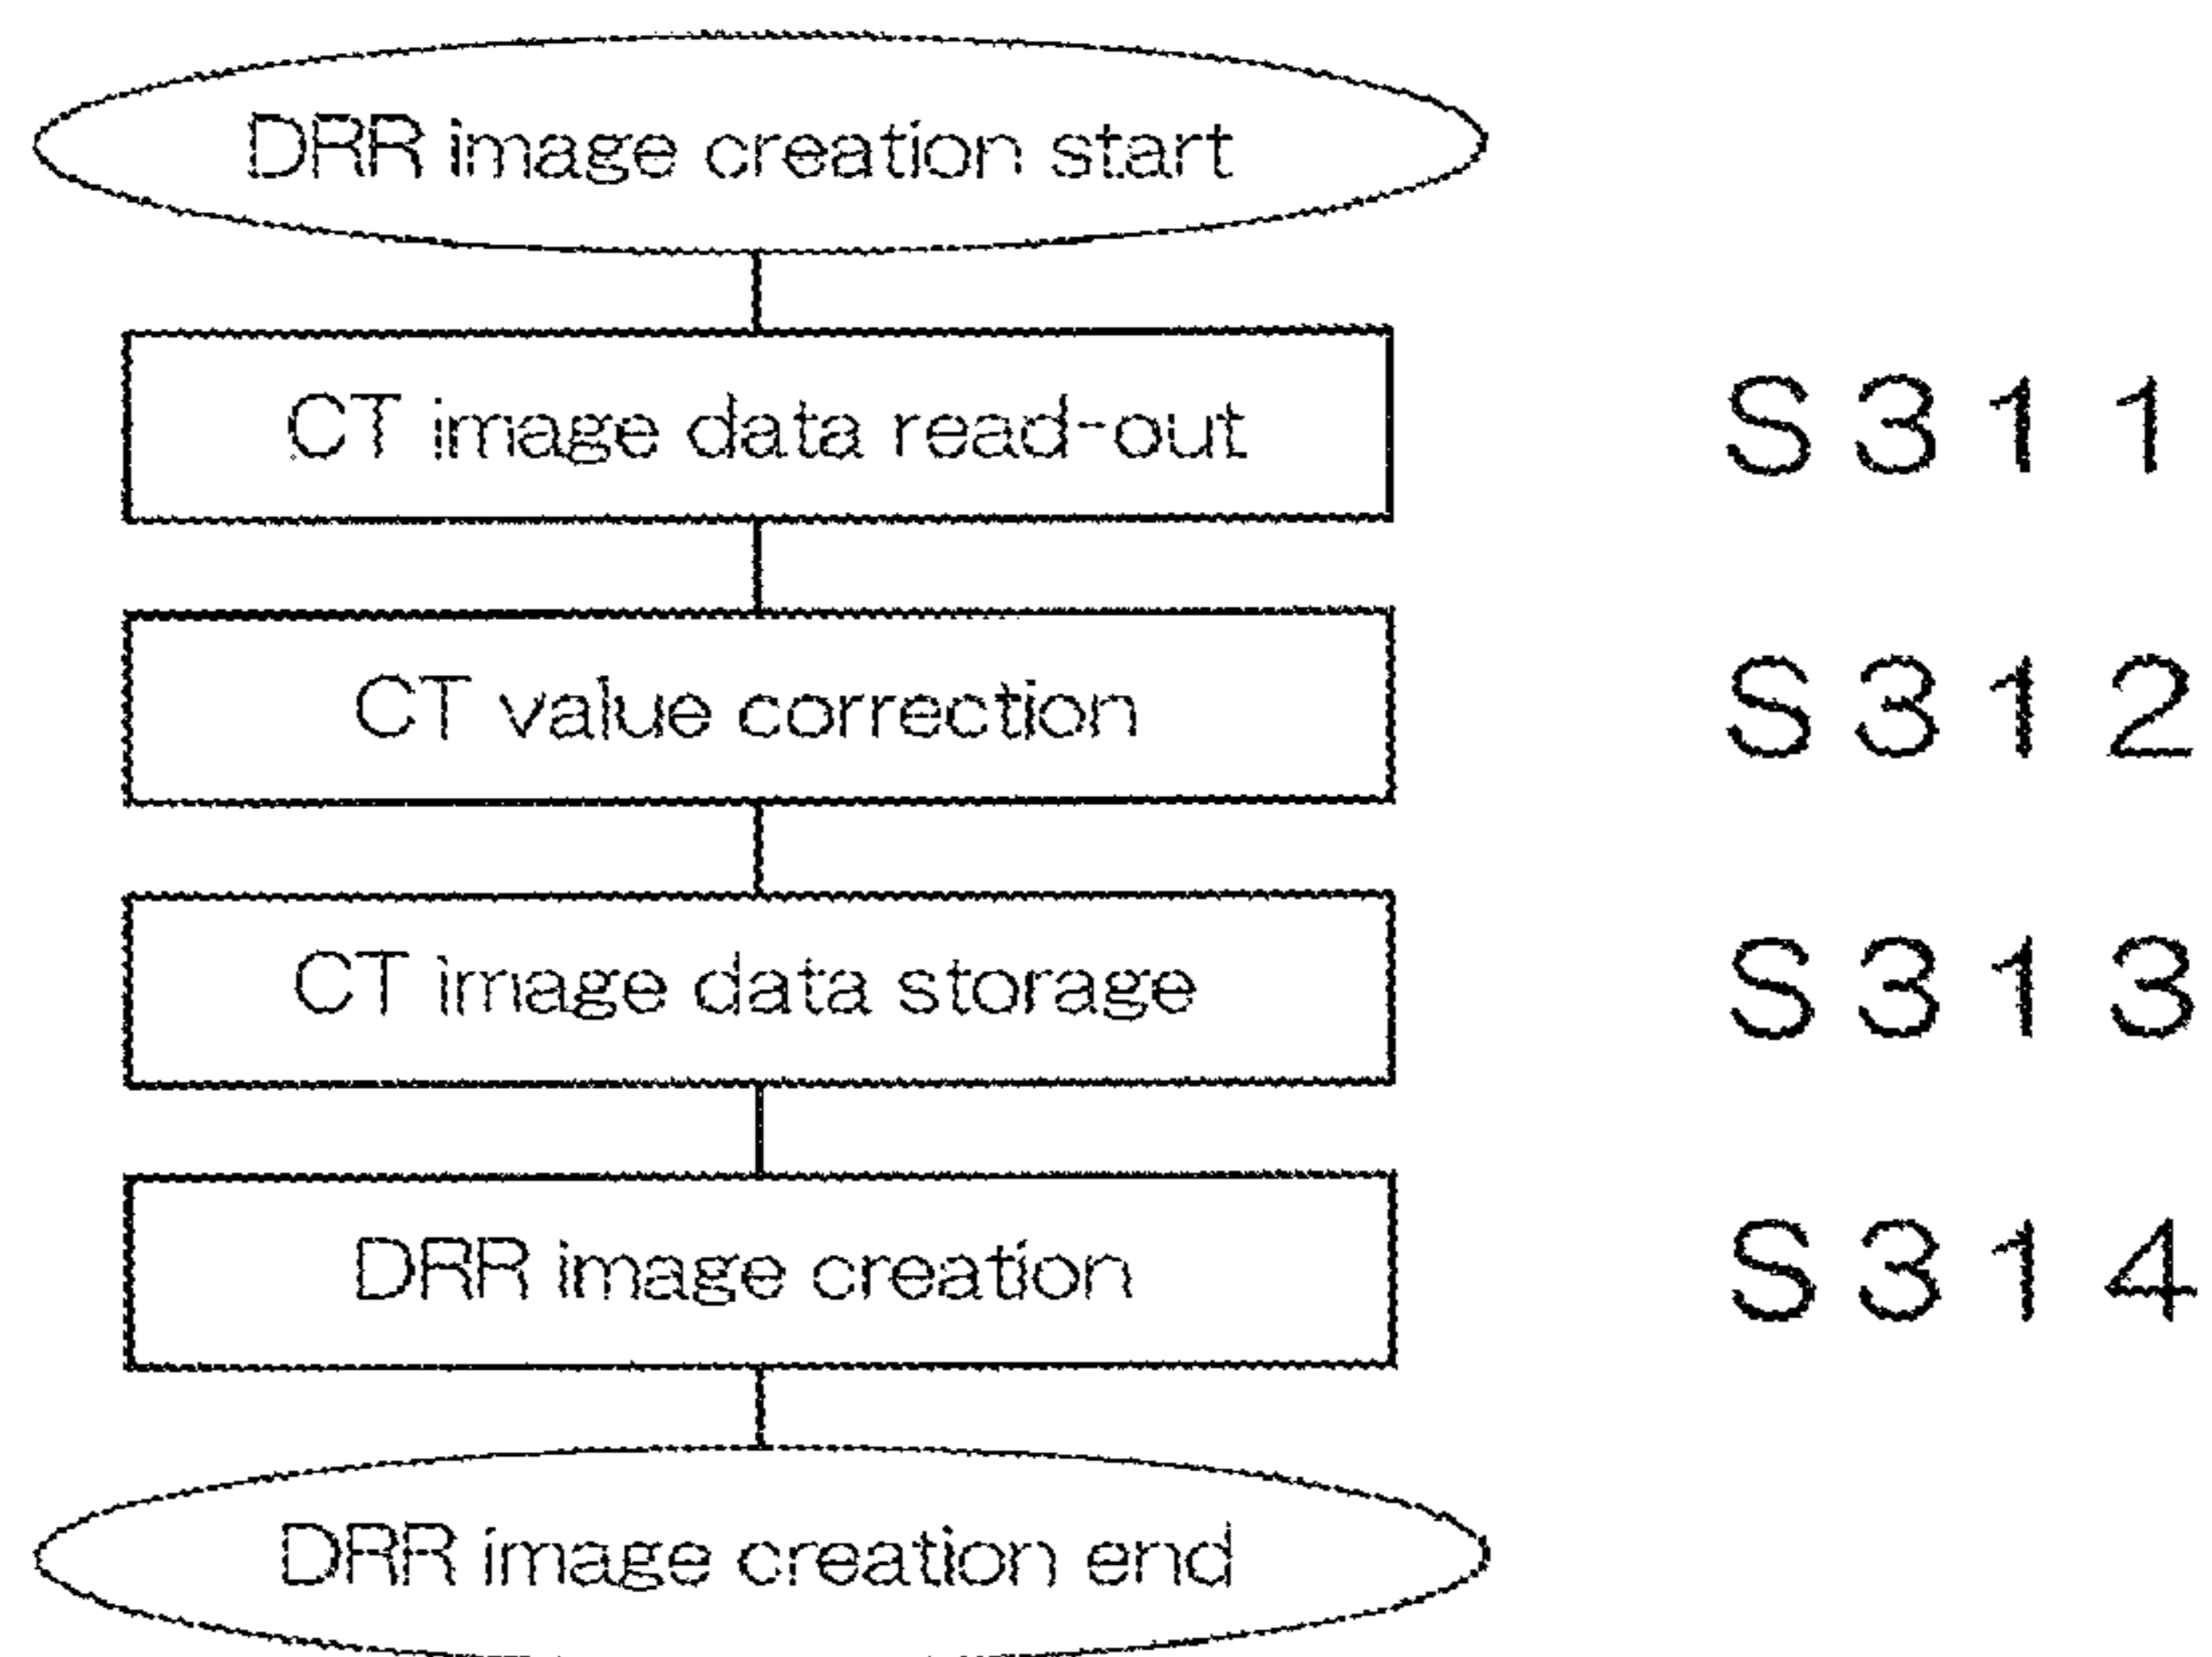 DRR image creation start
CT image data read-out S311
CT value correction S312
CT image data storage S313
DRR image creation S314
DRR image creation end